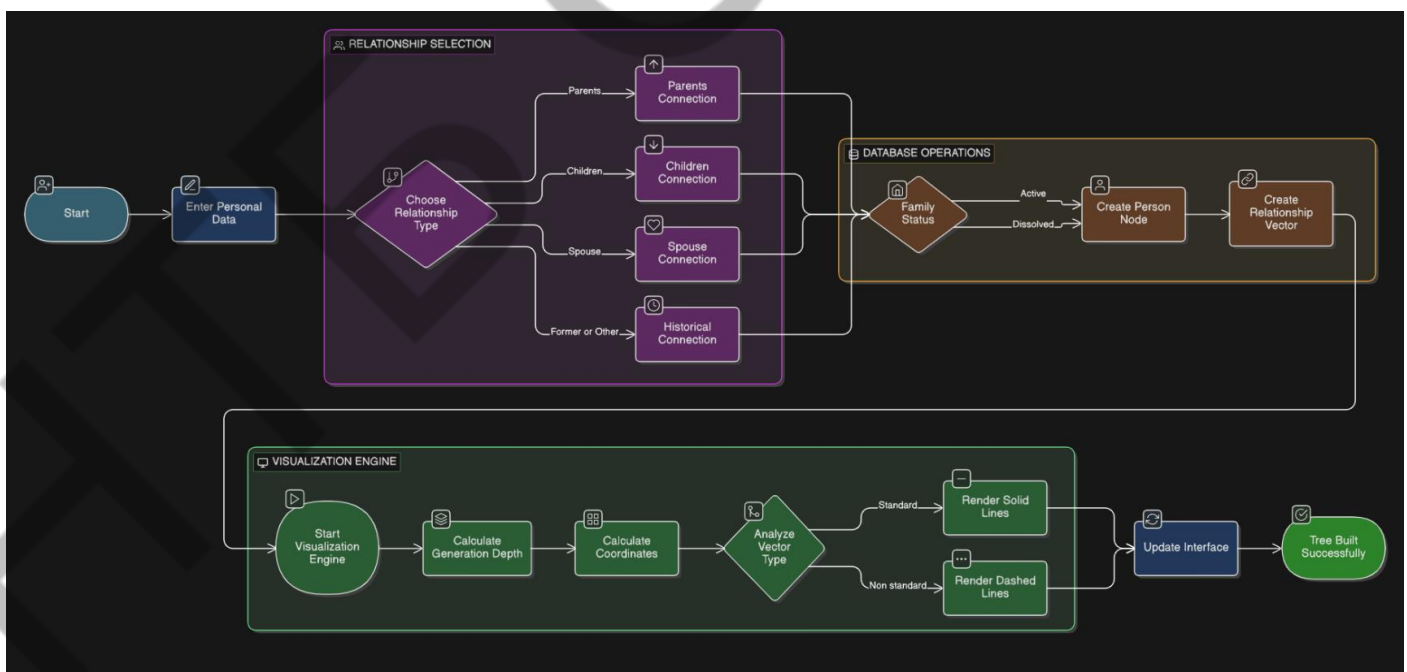 RELATIONSHIP SELECTION
Parents
Parents
Connection
DATABASE OPERATIONS
Children
Children
Connection
Start
Enter Personal
Data
Choose
Relationship
Type
Family
Status
Active
Dissolved
Create Person
Node
Create
Relationship
Vector
Spouse
Spouse
Connection
Former or Other
Historical
Connection
VISUALIZATION ENGINE
Start
Visualization
Engine
Calculate
Generation Depth
Calculate
Coordinates
Analyze
Vector
Type
Standard
Render Solid
Lines
Non standard
Render Dashed
Lines
Update Interface
Tree Built
Successfully